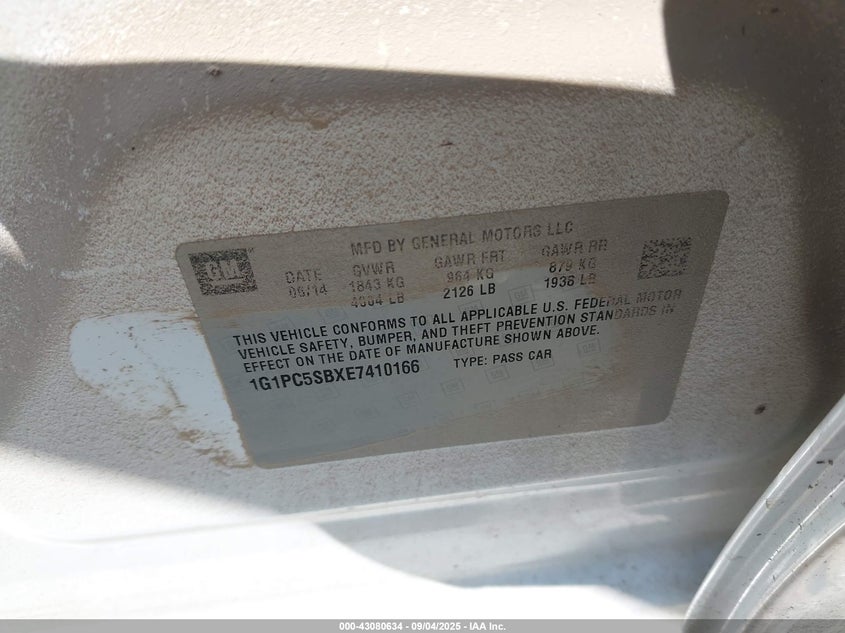 GM
MFD BY GENERAL MOTORS LLC
DATE GVWR GAWR FRT GAWR RR
06/14 1843 KG 964 KG 879 KG
4064 LB 2126 LB 1938 LB
THIS VEHICLE CONFORMS TO ALL APPLICABLE U.S. FEDERAL MOTOR
VEHICLE SAFETY, BUMPER, AND THEFT PREVENTION STANDARDS IN
EFFECT ON THE DATE OF MANUFACTURE SHOWN ABOVE.
1G1PC5SBXE7410166 TYPE: PASS CAR
000-43080634 - 09/04/2025 - IAA Inc.